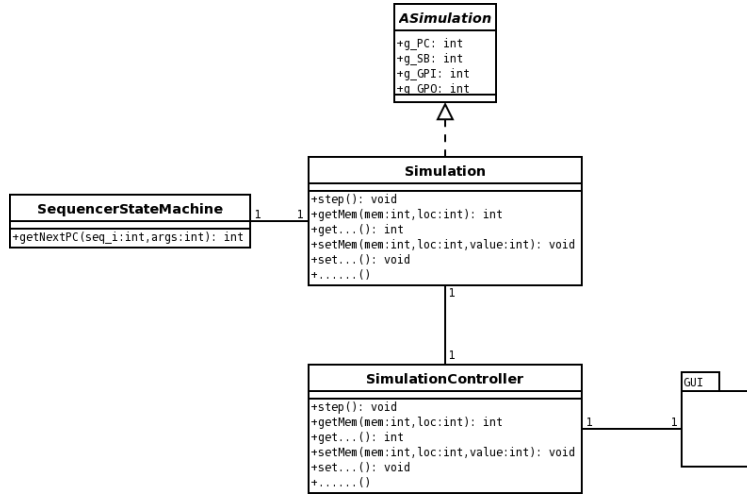 ASimulation
+g_PC: int
+g_SB: int
+g_GPI: int
+g_GPO: int
Simulation
+step(): void
+getMem(mem:int,loc:int): int
+get...(): int
+setMem(mem:int,loc:int,value:int): void
+set...(): void
+......()
SequencerStateMachine
+getNextPC(seq_i:int,args:int): int
1
1
1
1
SimulationController
+step(): void
+getMem(mem:int,loc:int): int
+get...(): int
+setMem(mem:int,loc:int,value:int): void
+set...(): void
+......()
1
1
GUI